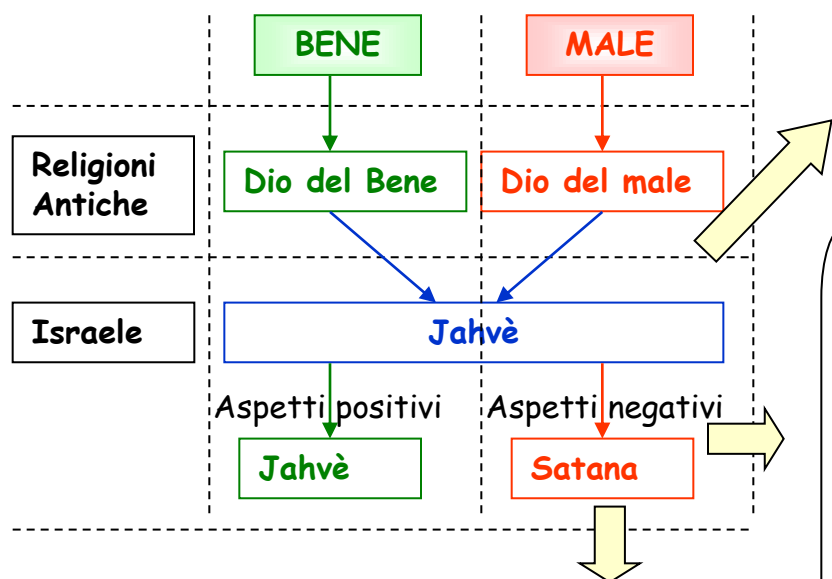 BENE
MALE
Religioni
Antiche
Dio del Bene
Dio del male
Israele
Jahvè
Aspetti positivi
Aspetti negativi
Jahvè
Satana